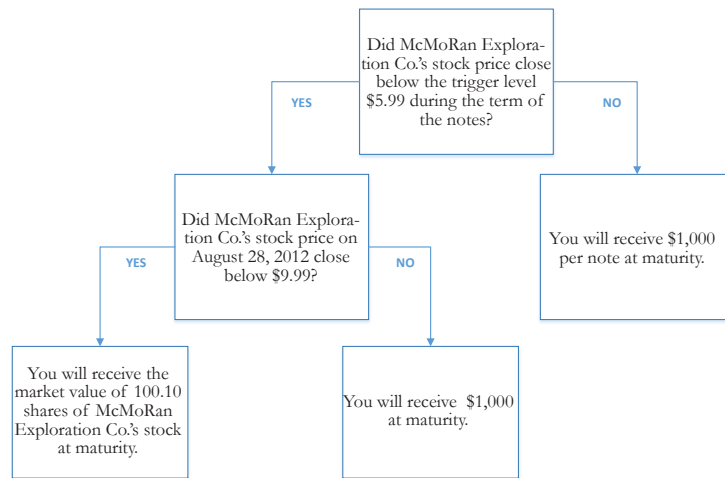 Did McMoRan Explora-
tion Co.'s stock price close
below the trigger level
$5.99 during the term of
the notes?
YES
NO
Did McMoRan Explora-
tion Co.'s stock price on
August 28, 2012 close
below $9.99?
You will receive $1,000
per note at maturity.
YES
NO
You will receive the
market value of 100.10
shares of McMoRan
Exploration Co.'s stock
at maturity.
You will receive $1,000
at maturity.